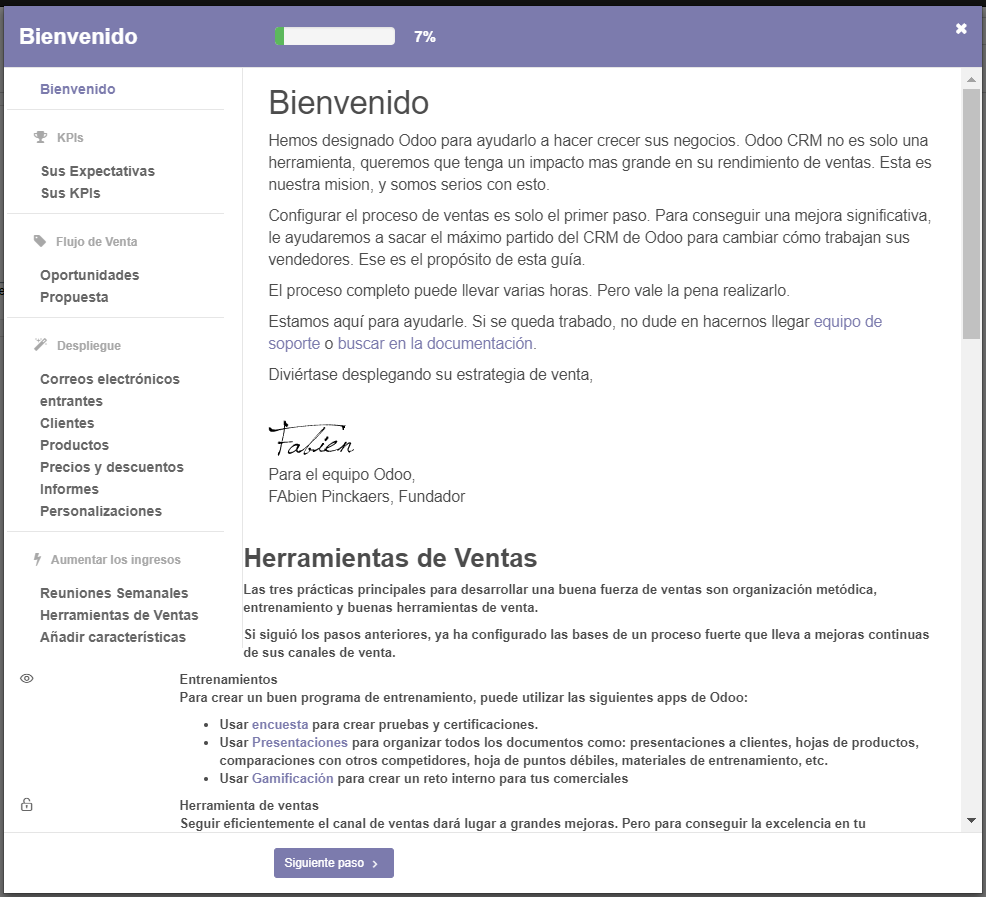 Bienvenido
7%
Bienvenido
KPIs
Sus Expectativas
Sus KPIs
Flujo de Venta
Oportunidades
Propuesta
Despliegue
Correos electrónicos
entrantes
Clientes
Productos
Precios y descuentos
Informes
Personalizaciones
Aumentar los ingresos
Reuniones Semanales
Herramientas de Ventas
Añadir características
Bienvenido
Hemos designado Odoo para ayudarlo a hacer crecer sus negocios. Odoo CRM no es solo una
herramienta, queremos que tenga un impacto mas grande en su rendimiento de ventas. Esta es
nuestra mision, y somos serios con esto.
Configurar el proceso de ventas es solo el primer paso. Para conseguir una mejora significativa,
le ayudaremos a sacar el máximo partido del CRM de Odoo para cambiar cómo trabajan sus
vendedores. Ese es el propósito de esta guía.
El proceso completo puede llevar varias horas. Pero vale la pena realizarlo.
Estamos aquí para ayudarle. Si se queda trabado, no dude en hacernos llegar equipo de
soporte o buscar en la documentación.
Diviértase desplegando su estrategia de venta,
Fabien
Para el equipo Odoo,
FAbien Pinckaers, Fundador
Herramientas de Ventas
Las tres prácticas principales para desarrollar una buena fuerza de ventas son organización metódica,
entrenamiento y buenas herramientas de venta.
Si siguió los pasos anteriores, ya ha configurado las bases de un proceso fuerte que lleva a mejoras continuas
de sus canales de venta.
Entrenamientos
Para crear un buen programa de entrenamiento, puede utilizar las siguientes apps de Odoo:
• Usar encuesta para crear pruebas y certificaciones.
• Usar Presentaciones para organizar todos los documentos como: presentaciones a clientes, hojas de productos,
comparaciones con otros competidores, hoja de puntos débiles, materiales de entrenamiento, etc.
• Usar Gamificación para crear un reto interno para tus comerciales
Herramienta de ventas
Seguir eficientemente el canal de ventas dará lugar a grandes mejoras. Pero para conseguir la excelencia en tu
Siguiente paso